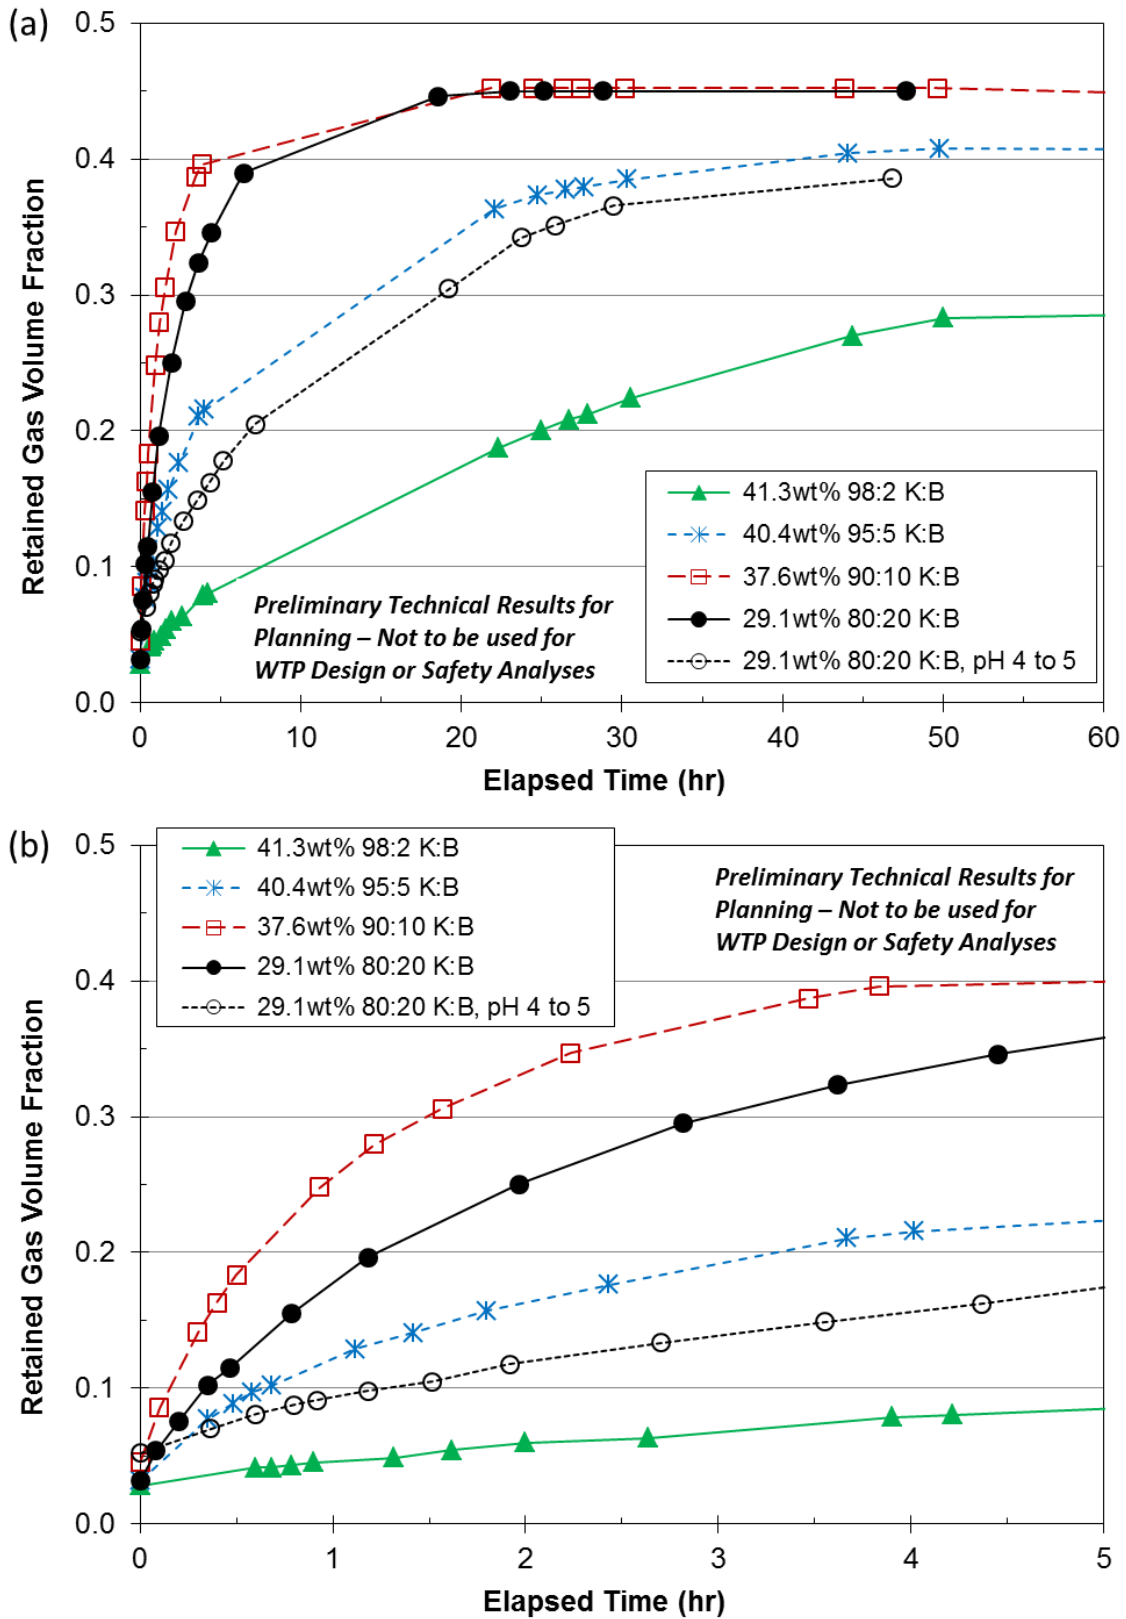 (a)
0.5
0.4
0.3
0.2
0.1
0.0
Retained Gas Volume Fraction
41.3wt% 98:2 K:B
40.4wt% 95:5 K:B
37.6wt% 90:10 K:B
29.1wt% 80:20 K:B
29.1wt% 80:20 K:B, pH 4 to 5
Preliminary Technical Results for
Planning – Not to be used for
WTP Design or Safety Analyses
0 10 20 30 40 50 60
Elapsed Time (hr)
(b)
0.5
0.4
0.3
0.2
0.1
0.0
Retained Gas Volume Fraction
41.3wt% 98:2 K:B
40.4wt% 95:5 K:B
37.6wt% 90:10 K:B
29.1wt% 80:20 K:B
29.1wt% 80:20 K:B, pH 4 to 5
Preliminary Technical Results for
Planning – Not to be used for
WTP Design or Safety Analyses
0 1 2 3 4 5
Elapsed Time (hr)